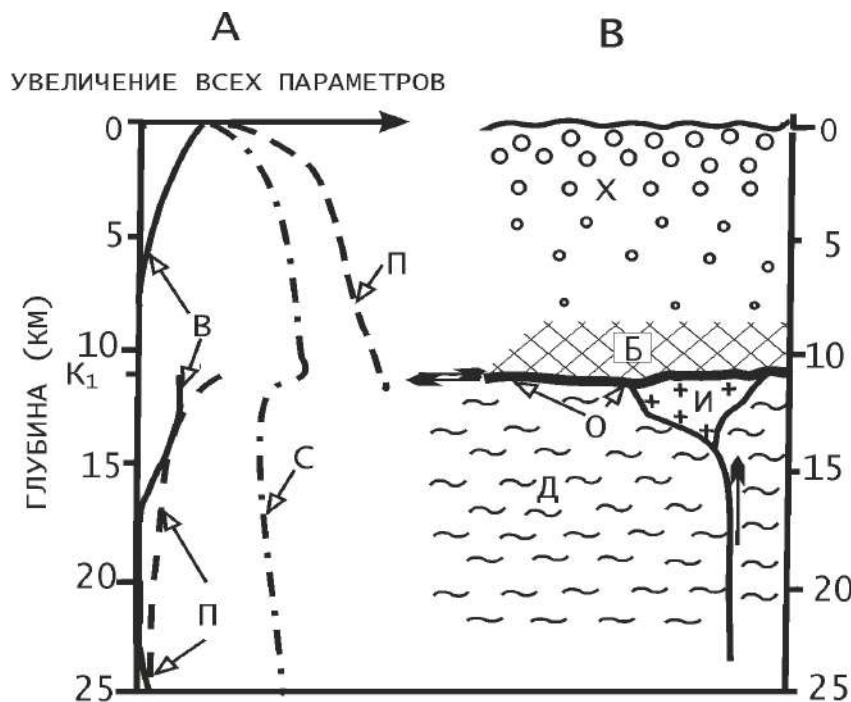 А В
УВЕЛИЧЕНИЕ ВСЕХ ПАРАМЕТРОВ
0 0
Х
5 5
П
В
10 Б 10
К₁
И
О
ГЛУБИНА (КМ)
15 С 15
Д
20 20
П
25 25